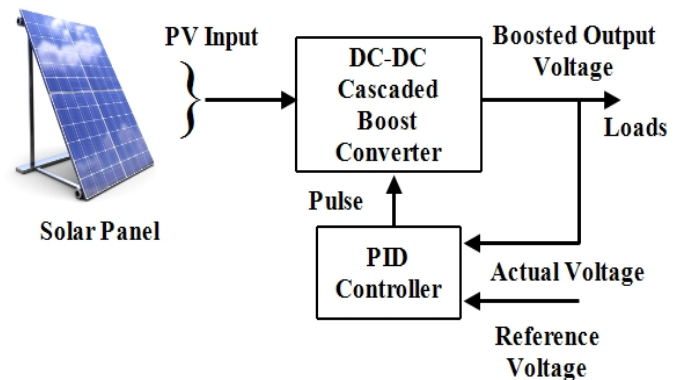 PV Input
Solar Panel
DC-DC
Cascaded
Boost
Converter
Boosted Output
Voltage
Loads
Pulse
PID
Controller
Actual Voltage
Reference
Voltage